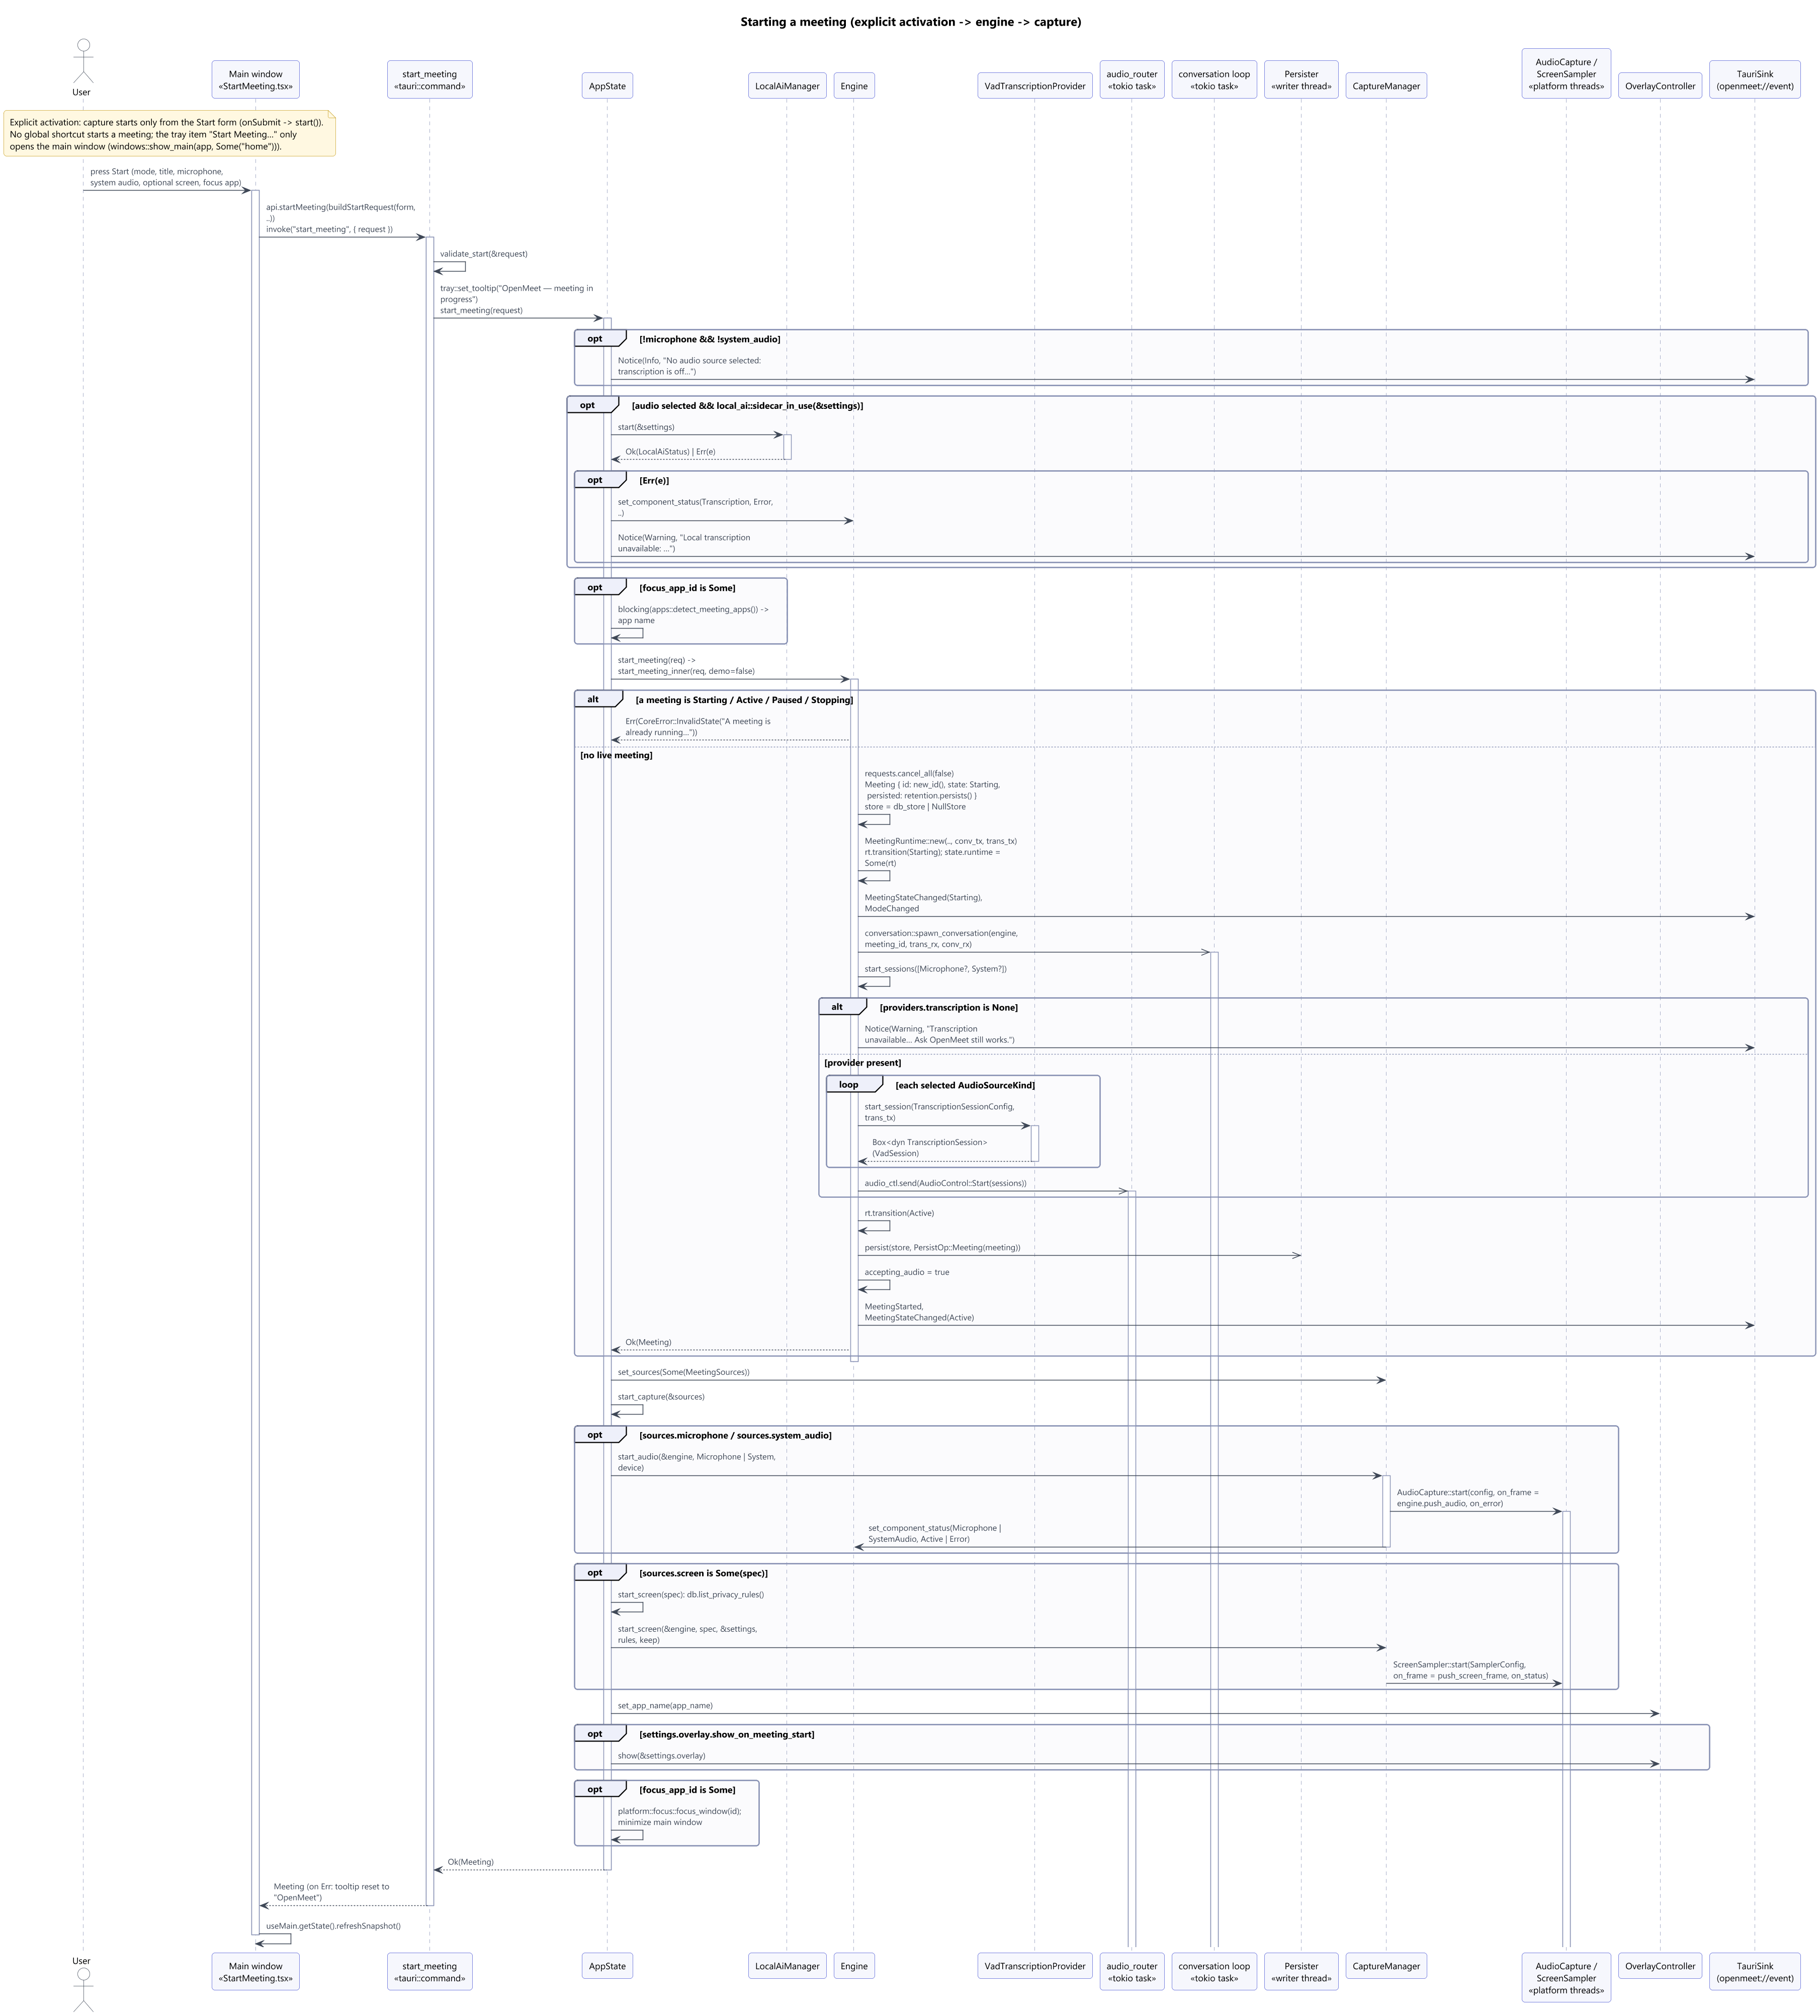 Starting a meeting (explicit activation -> engine -> capture)
User
Main window
«StartMeeting.tsx»
start_meeting
«tauri::command»
AppState
LocalAiManager
Engine
VadTranscriptionProvider
audio_router
«tokio task»
conversation loop
«tokio task»
Persister
«writer thread»
CaptureManager
AudioCapture /
ScreenSampler
«platform threads»
OverlayController
TauriSink
(openmeet://event)
Explicit activation: capture starts only from the Start form (onSubmit -> start()).
No global shortcut starts a meeting; the tray item "Start Meeting..." only
opens the main window (windows::show_main(app, Some("home"))).
press Start (mode, title, microphone,
system audio, optional screen, focus app)
api.startMeeting(buildStartRequest(form,
..))
invoke("start_meeting", { request })
validate_start(&request)
tray::set_tooltip("OpenMeet — meeting in
progress")
start_meeting(request)
opt [!microphone && !system_audio]
Notice(Info, "No audio source selected:
transcription is off...")
opt [audio selected && local_ai::sidecar_in_use(&settings)]
start(&settings)
Ok(LocalAiStatus) | Err(e)
opt [Err(e)]
set_component_status(Transcription, Error,
..)
Notice(Warning, "Local transcription
unavailable: ...")
opt [focus_app_id is Some]
blocking(apps::detect_meeting_apps()) ->
app name
start_meeting(req) ->
start_meeting_inner(req, demo=false)
alt [a meeting is Starting / Active / Paused / Stopping]
Err(CoreError::InvalidState("A meeting is
already running..."))
[no live meeting]
requests.cancel_all(false)
Meeting { id: new_id(), state: Starting,
persisted: retention.persists() }
store = db_store | NullStore
MeetingRuntime::new(.., conv_tx, trans_tx)
rt.transition(Starting); state.runtime =
Some(rt)
MeetingStateChanged(Starting),
ModeChanged
conversation::spawn_conversation(engine,
meeting_id, trans_rx, conv_rx)
start_sessions([Microphone?, System?])
alt [providers.transcription is None]
Notice(Warning, "Transcription
unavailable... Ask OpenMeet still works.")
[provider present]
loop [each selected AudioSourceKind]
start_session(TranscriptionSessionConfig,
trans_tx)
Box<dyn TranscriptionSession>
(VadSession)
audio_ctl.send(AudioControl::Start(sessions))
rt.transition(Active)
persist(store, PersistOp::Meeting(meeting))
accepting_audio = true
MeetingStarted,
MeetingStateChanged(Active)
Ok(Meeting)
set_sources(Some(MeetingSources))
start_capture(&sources)
opt [sources.microphone / sources.system_audio]
start_audio(&engine, Microphone | System,
device)
AudioCapture::start(config, on_frame =
engine.push_audio, on_error)
set_component_status(Microphone |
SystemAudio, Active | Error)
opt [sources.screen is Some(spec)]
start_screen(spec): db.list_privacy_rules()
start_screen(&engine, spec, &settings,
rules, keep)
ScreenSampler::start(SamplerConfig,
on_frame = push_screen_frame, on_status)
set_app_name(app_name)
opt [settings.overlay.show_on_meeting_start]
show(&settings.overlay)
opt [focus_app_id is Some]
platform::focus::focus_window(id);
minimize main window
Ok(Meeting)
Meeting (on Err: tooltip reset to
"OpenMeet")
useMain.getState().refreshSnapshot()
User
Main window
«StartMeeting.tsx»
start_meeting
«tauri::command»
AppState
LocalAiManager
Engine
VadTranscriptionProvider
audio_router
«tokio task»
conversation loop
«tokio task»
Persister
«writer thread»
CaptureManager
AudioCapture /
ScreenSampler
«platform threads»
OverlayController
TauriSink
(openmeet://event)